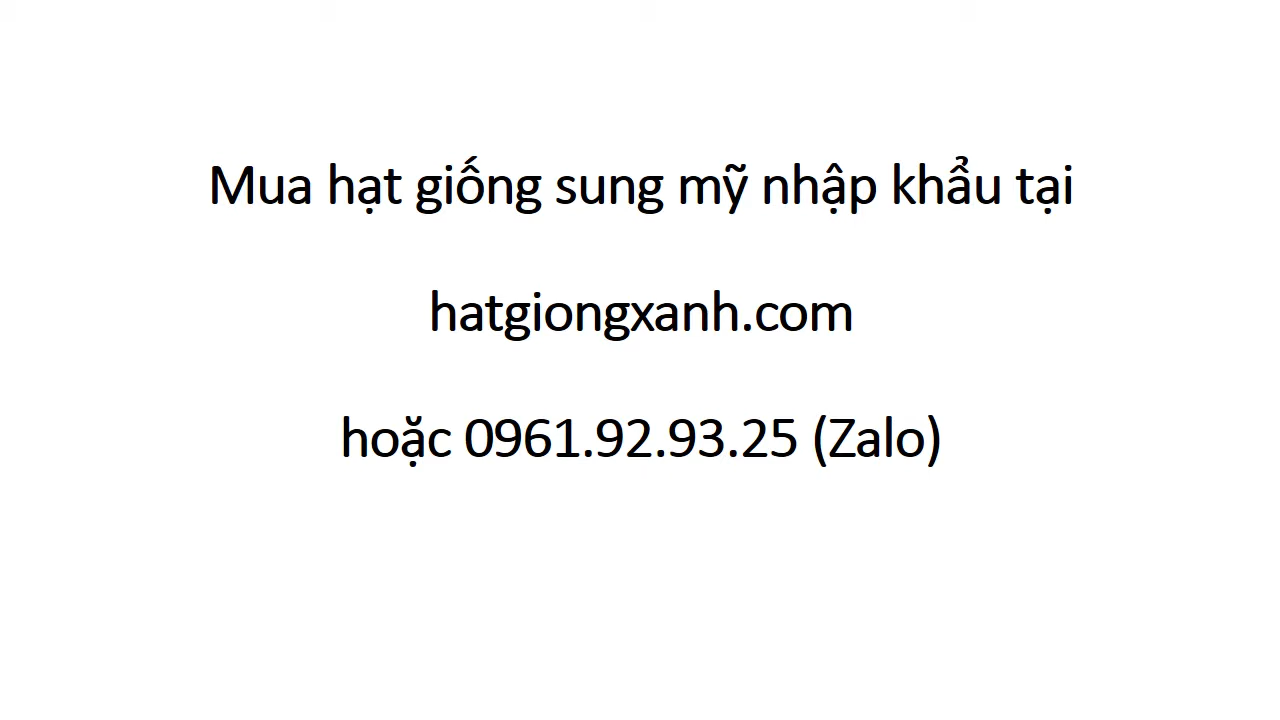 Mua hạt giống sung mỹ nhập khẩu tại
hatgiongxanh.com
hoặc 0961.92.93.25 (Zalo)